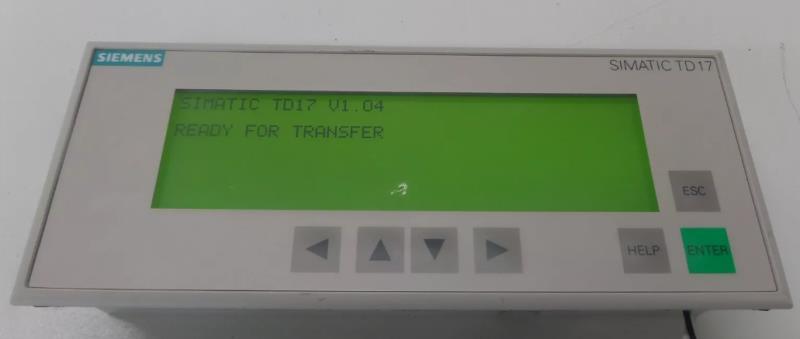 SIEMENS
SIMATIC TD17
SIMATIC TD17 V1.04
READY FOR TRANSFER
ESC
HELP
ENTER